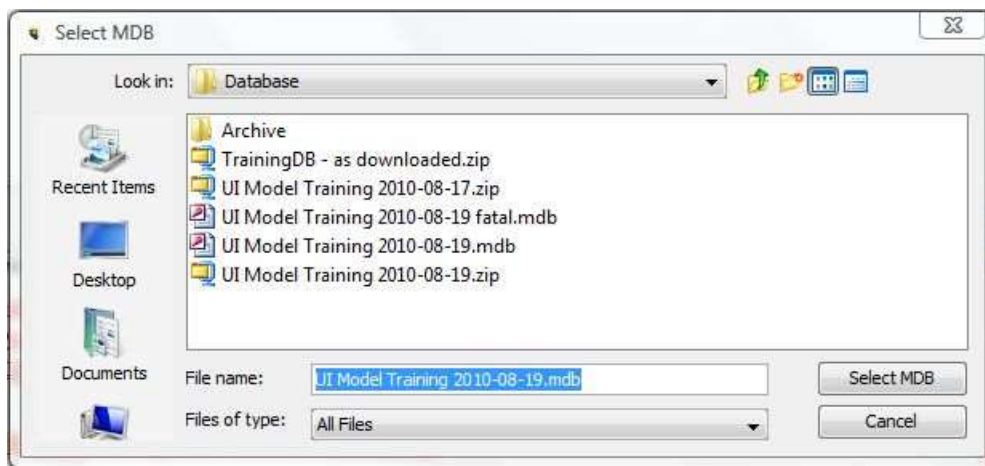 Select MDB
Look in: Database
Archive
TrainingDB - as downloaded.zip
UI Model Training 2010-08-17.zip
UI Model Training 2010-08-19 fatal.mdb
UI Model Training 2010-08-19.mdb
UI Model Training 2010-08-19.zip
Recent Items
Desktop
Documents
File name: UI Model Training 2010-08-19.mdb Select MDB
Files of type: All Files Cancel